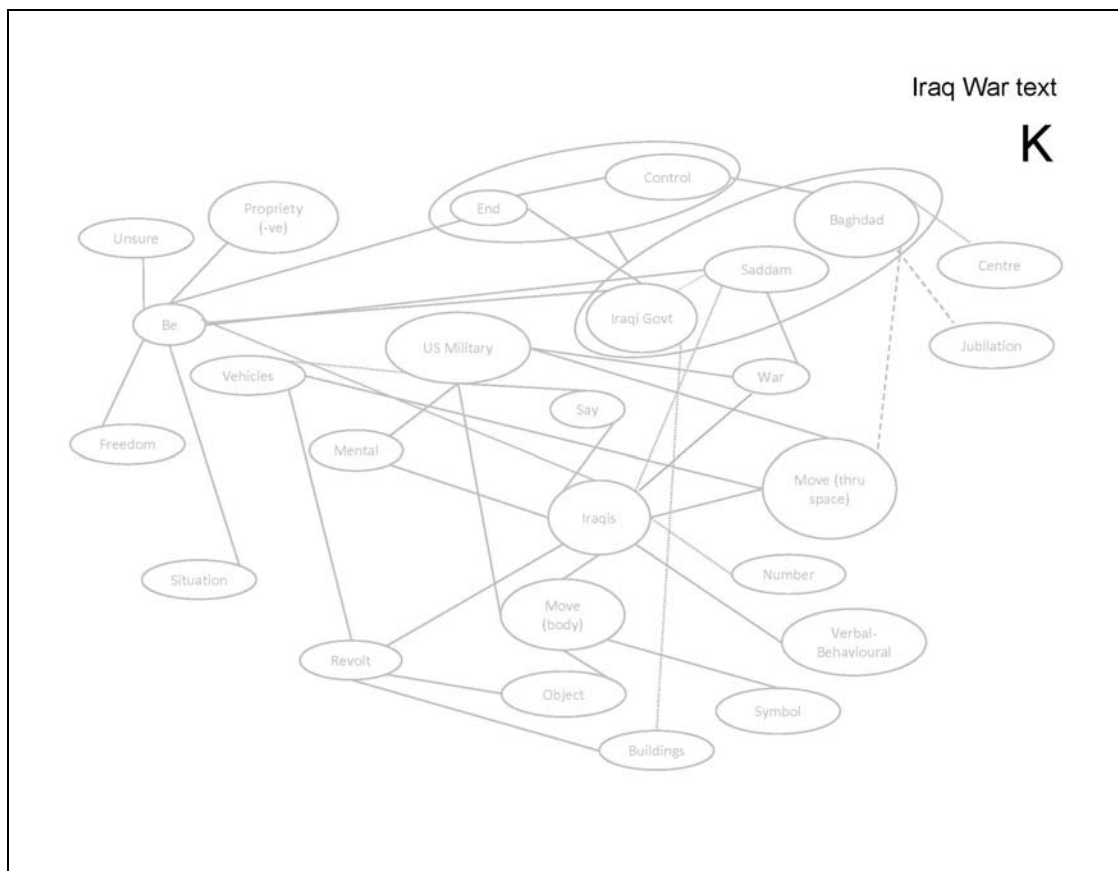 Iraq War text
K
Control
End
Propriety
(-ve)
Baghdad
Unsure
Centre
Saddam
Iraqi Govt
Be
US Military
Jubilation
Vehicles
War
Say
Freedom
Mental
Move (thru
space)
Iraqis
Number
Situation
Move
(body)
Verbal-
Behavioural
Revolt
Object
Symbol
Buildings